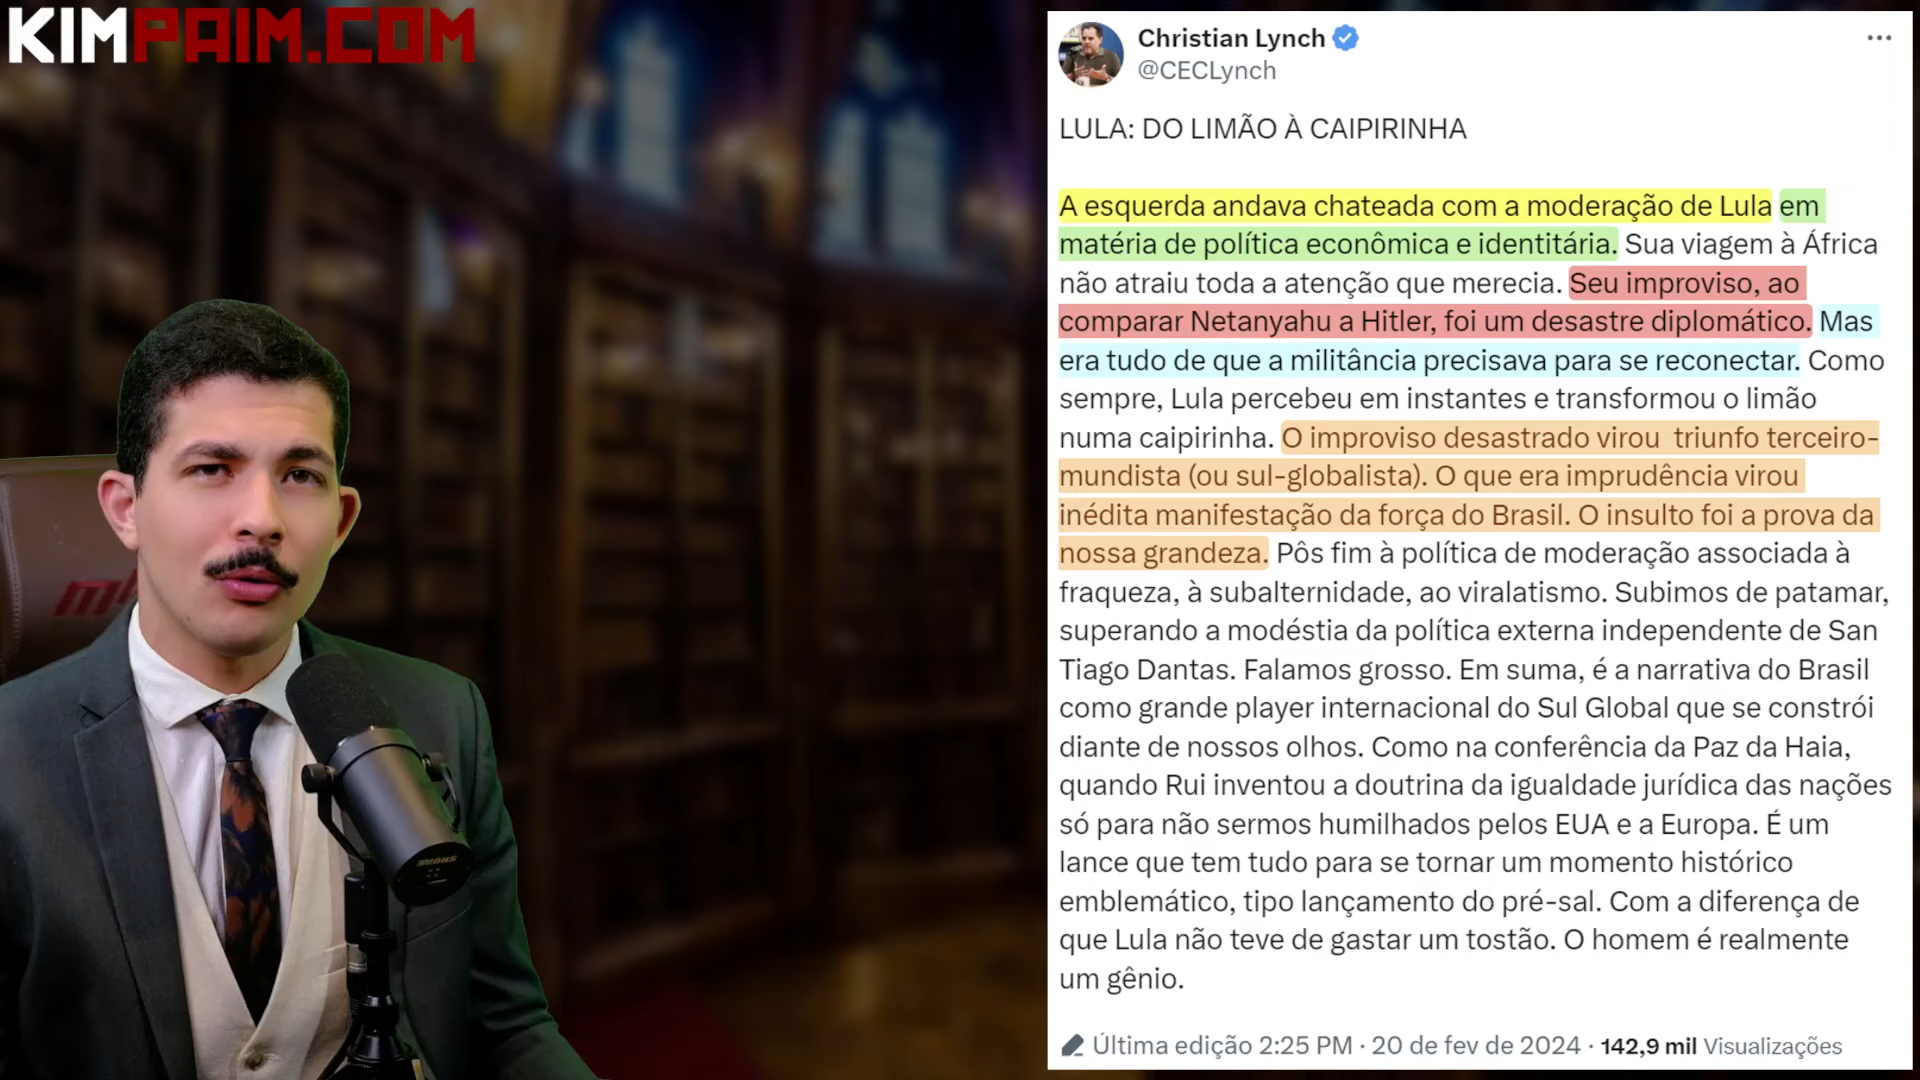 KIMPAIM.COM
Christian Lynch
@CECLynch
LULA: DO LIMÃO À CAIPIRINHA
A esquerda andava chateada com a moderação de Lula em
matéria de política econômica e identitária. Sua viagem à África
não atraiu toda a atenção que merecia. Seu improviso, ao
comparar Netanyahu a Hitler, foi um desastre diplomático. Mas
era tudo de que a militância precisava para se reconectar. Como
sempre, Lula percebeu em instantes e transformou o limão
numa caipirinha. O improviso desastrado virou triunfo terceiro-
mundista (ou sul-globalista). O que era imprudência virou
inédita manifestação da força do Brasil. O insulto foi a prova da
nossa grandeza. Pôs fim à política de moderação associada à
fraqueza, à subalternidade, ao viralatismo. Subimos de patamar,
superando a modéstia da política externa independente de San
Tiago Dantas. Falamos grosso. Em suma, é a narrativa do Brasil
como grande player internacional do Sul Global que se constrói
diante de nossos olhos. Como na conferência da Paz da Haia,
quando Rui inventou a doutrina da igualdade jurídica das nações
só para não sermos humilhados pelos EUA e a Europa. É um
lance que tem tudo para se tornar um momento histórico
emblemático, tipo lançamento do pré-sal. Com a diferença de
que Lula não teve de gastar um tostão. O homem é realmente
um gênio.
Última edição 2:25 PM · 20 de fev de 2024 · 142,9 mil Visualizações
SHURE